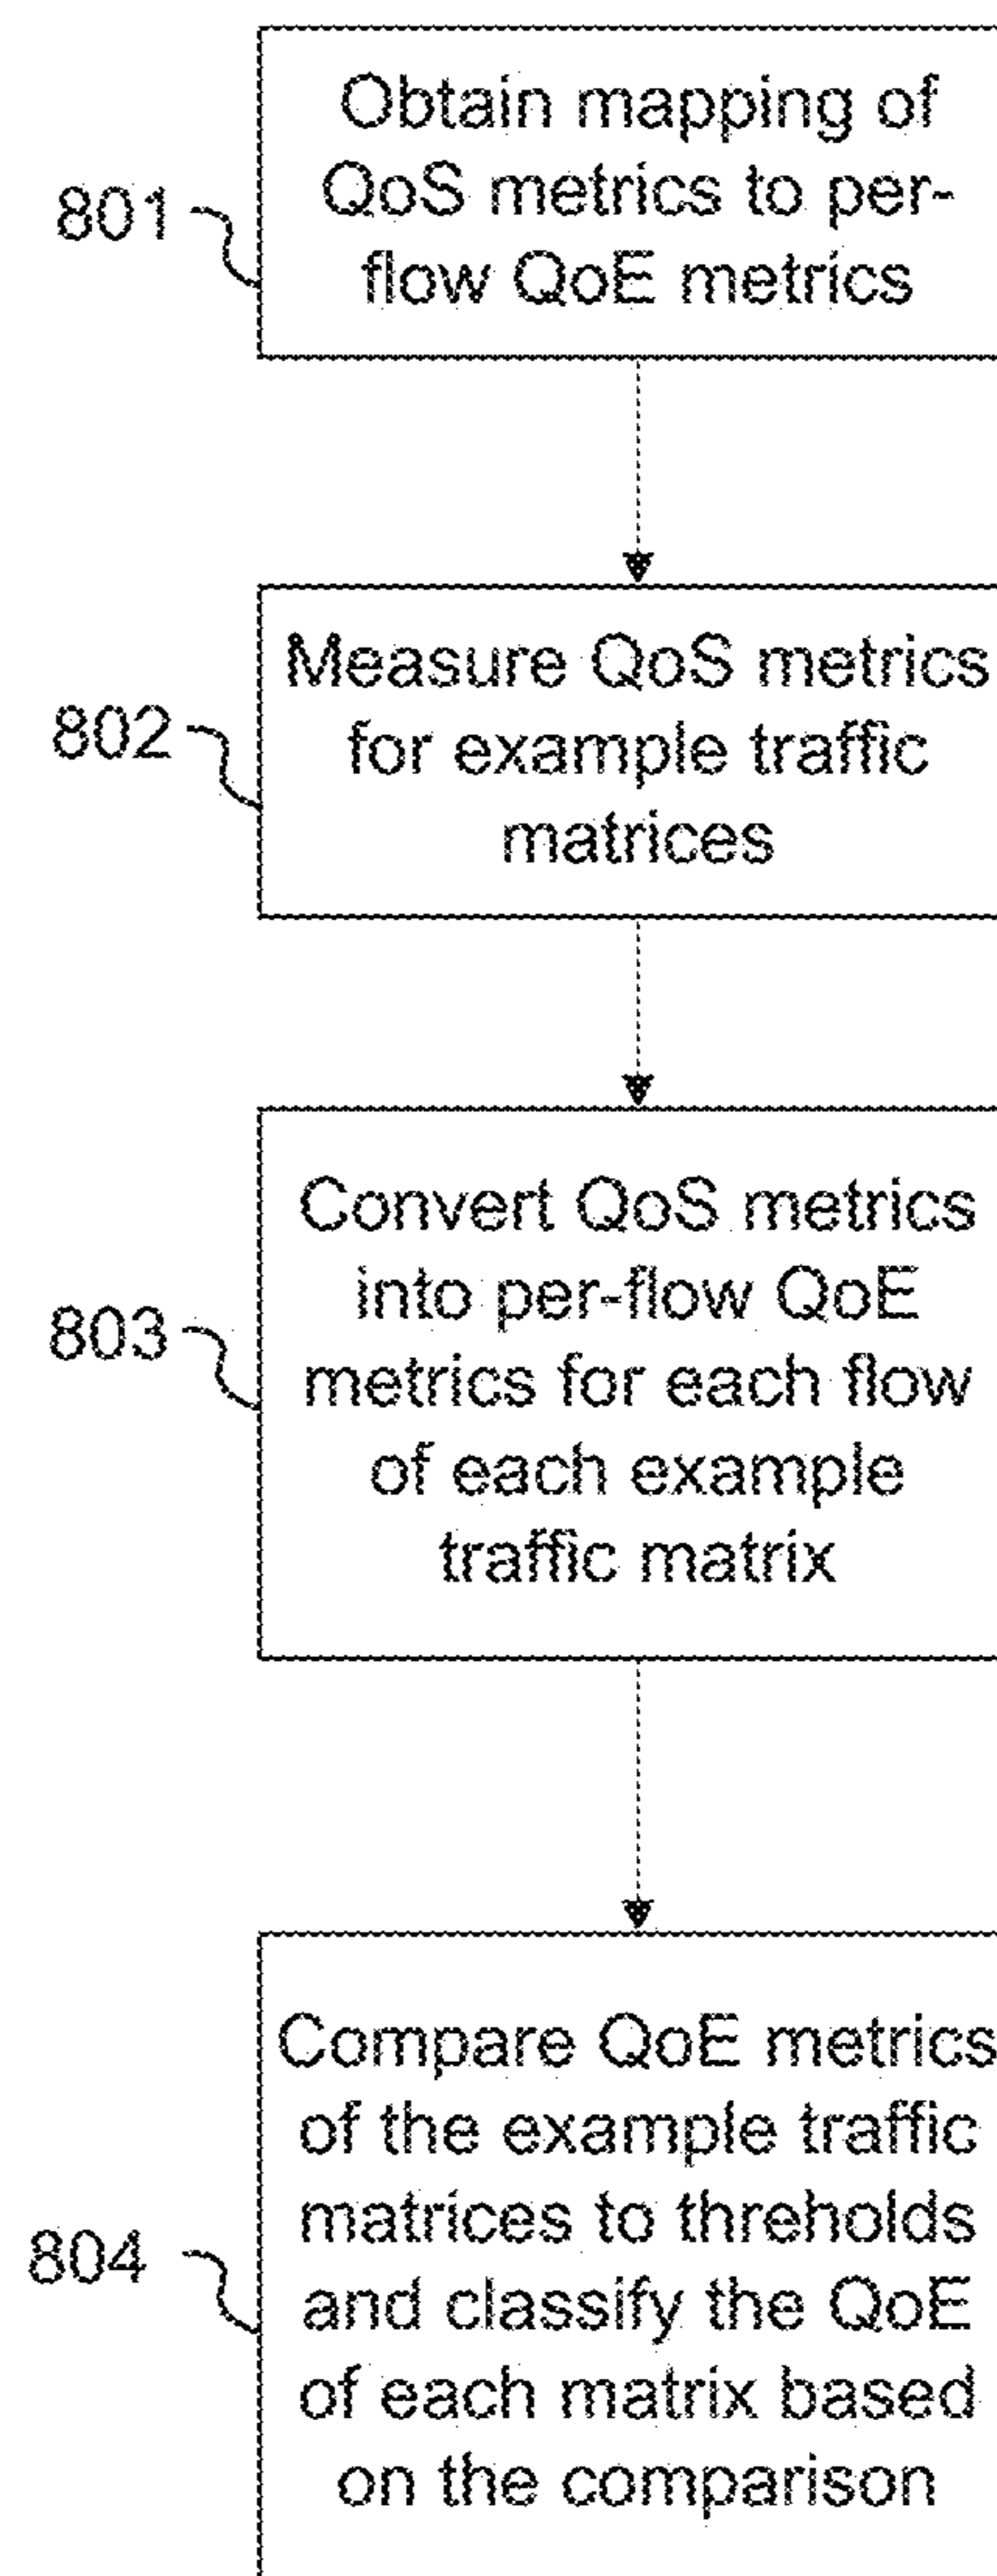 Obtain mapping of
QoS metrics to per-
flow QoE metrics
801
Measure QoS metrics
for example traffic
matrices
802
Convert QoS metrics
into per-flow QoE
metrics for each flow
of each example
traffic matrix
803
Compare QoE metrics
of the example traffic
matrices to threholds
and classify the QoE
of each matrix based
on the comparison
804